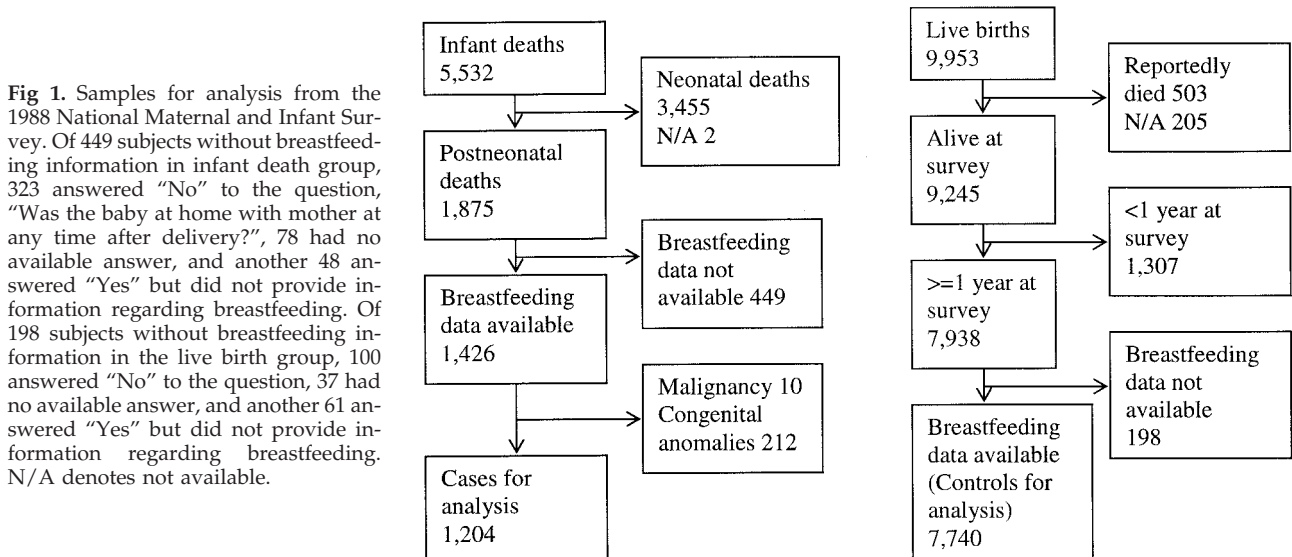 Fig 1. Samples for analysis from the
1988 National Maternal and Infant Sur-
vey. Of 449 subjects without breastfeed-
ing information in infant death group,
323 answered “No” to the question,
“Was the baby at home with mother at
any time after delivery?”, 78 had no
available answer, and another 48 an-
swered “Yes” but did not provide in-
formation regarding breastfeeding. Of
198 subjects without breastfeeding in-
formation in the live birth group, 100
answered “No” to the question, 37 had
no available answer, and another 61 an-
swered “Yes” but did not provide in-
formation regarding breastfeeding.
N/A denotes not available.
Infant deaths
5,532
Neonatal deaths
3,455
N/A 2
Postneonatal
deaths
1,875
Breastfeeding
data not
available 449
Breastfeeding
data available
1,426
Malignancy 10
Congenital
anomalies 212
Cases for
analysis
1,204
Live births
9,953
Reportedly
died 503
N/A 205
Alive at
survey
9,245
<1 year at
survey
1,307
>=1 year at
survey
7,938
Breastfeeding
data not
available
198
Breastfeeding
data available
(Controls for
analysis)
7,740